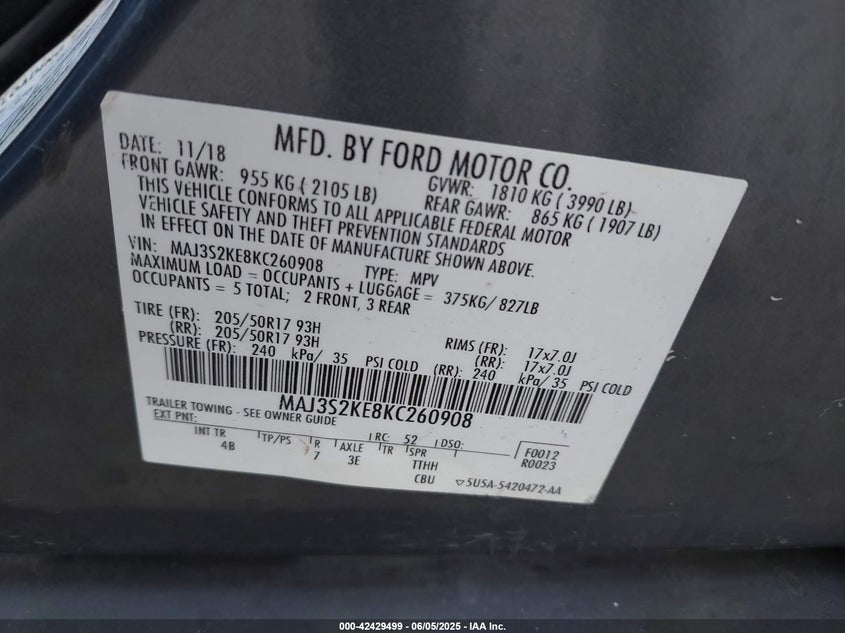 MFD. BY FORD MOTOR CO.
DATE: 11/18 GVWR: 1810 KG ( 3990 LB)
FRONT GAWR: 955 KG ( 2105 LB) REAR GAWR: 865 KG ( 1907 LB)
THIS VEHICLE CONFORMS TO ALL APPLICABLE FEDERAL MOTOR
VEHICLE SAFETY AND THEFT PREVENTION STANDARDS
IN EFFECT ON THE DATE OF MANUFACTURE SHOWN ABOVE.
VIN: MAJ3S2KE8KC260908 TYPE: MPV
MAXIMUM LOAD = OCCUPANTS + LUGGAGE = 375KG/ 827LB
OCCUPANTS = 5 TOTAL; 2 FRONT, 3 REAR
TIRE (FR): 205/50R17 93H RIMS (FR): 17x7.0J
(RR): 205/50R17 93H (RR): 17x7.0J
PRESSURE (FR): 240 kPa/ 35 PSI COLD (RR): 240 kPa/ 35 PSI COLD
MAJ3S2KE8KC260908
TRAILER TOWING - SEE OWNER GUIDE
EXT PNT: RC: 52 DSO: F0012
INT TR TP/PS R AXLE TR SPR R0023
4B 7 3E TTHH
CBU 5U5A-5420472-AA
000-42429499 - 06/05/2025 - IAA Inc.